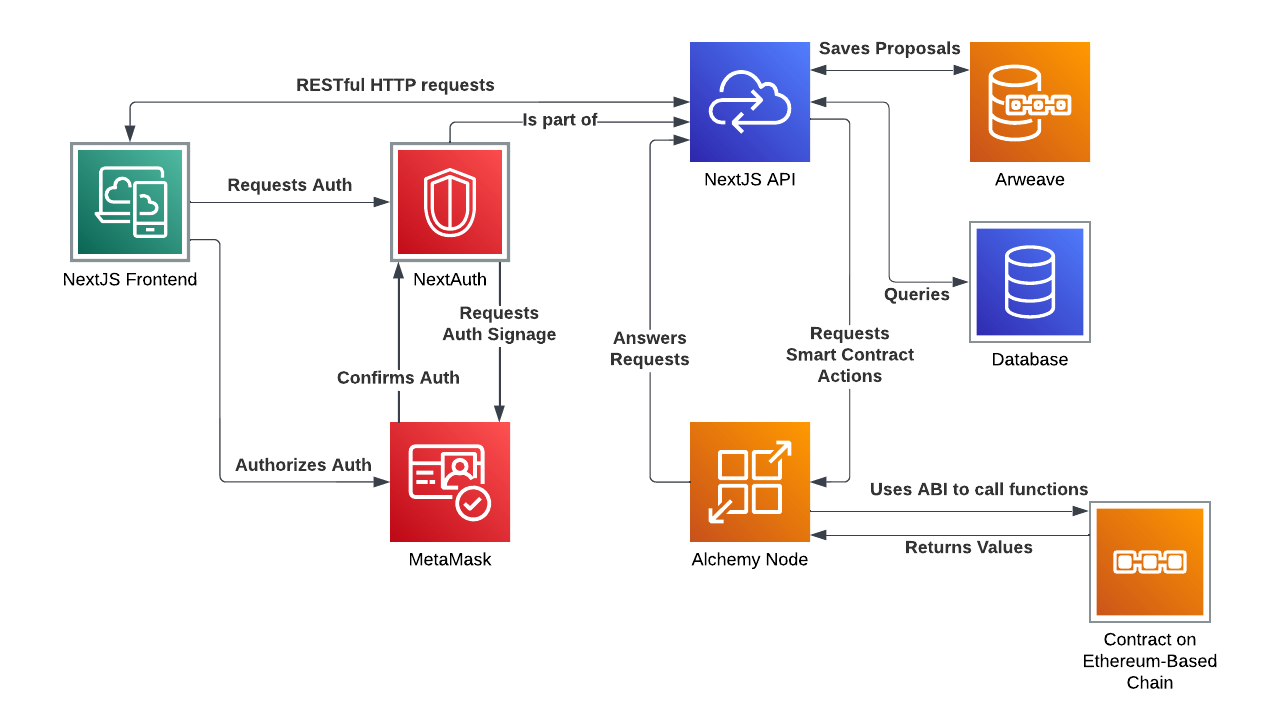 Saves Proposals
RESTful HTTP requests
Is part of
NextJS API
Arweave
Requests Auth
NextJS Frontend
NextAuth
Queries
Requests
Auth Signage
Answers
Requests
Requests
Smart Contract
Actions
Database
Confirms Auth
Authorizes Auth
Uses ABI to call functions
MetaMask
Alchemy Node
Returns Values
Contract on
Ethereum-Based
Chain